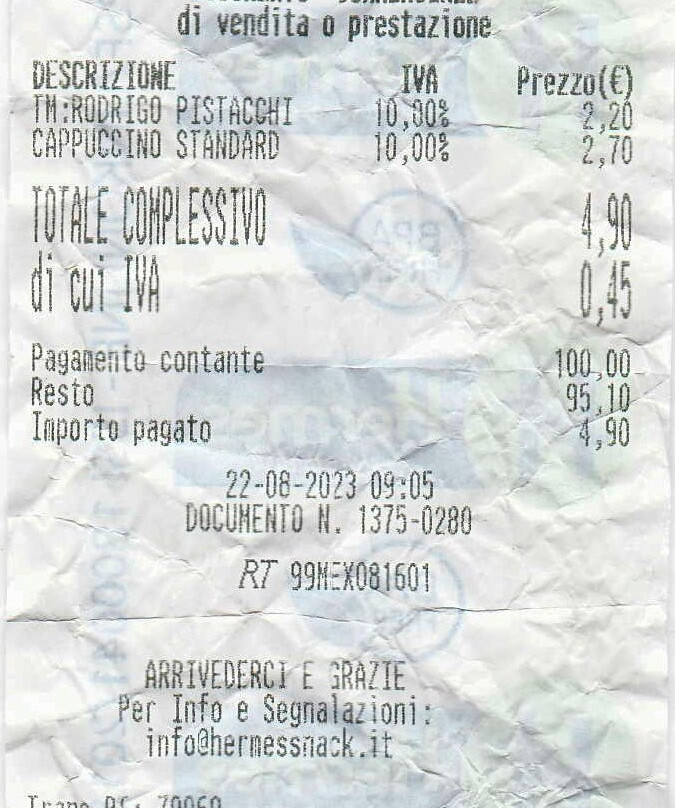 di vendita o prestazione
DESCRIZIONE IVA Prezzo(€)
TM:RODRIGO PISTACCHI 10,00% 2,20
CAPPUCCINO STANDARD 10,00% 2,70
TOTALE COMPLESSIVO 4,90
di cui IVA 0,45
Pagamento contante 100,00
Resto 95,10
Importo pagato 4,90
22-08-2023 09:05
DOCUMENTO N. 1375-0280
RT 99MEX081601
ARRIVEDERCI E GRAZIE
Per Info e Segnalazioni:
info@hermessnack.it